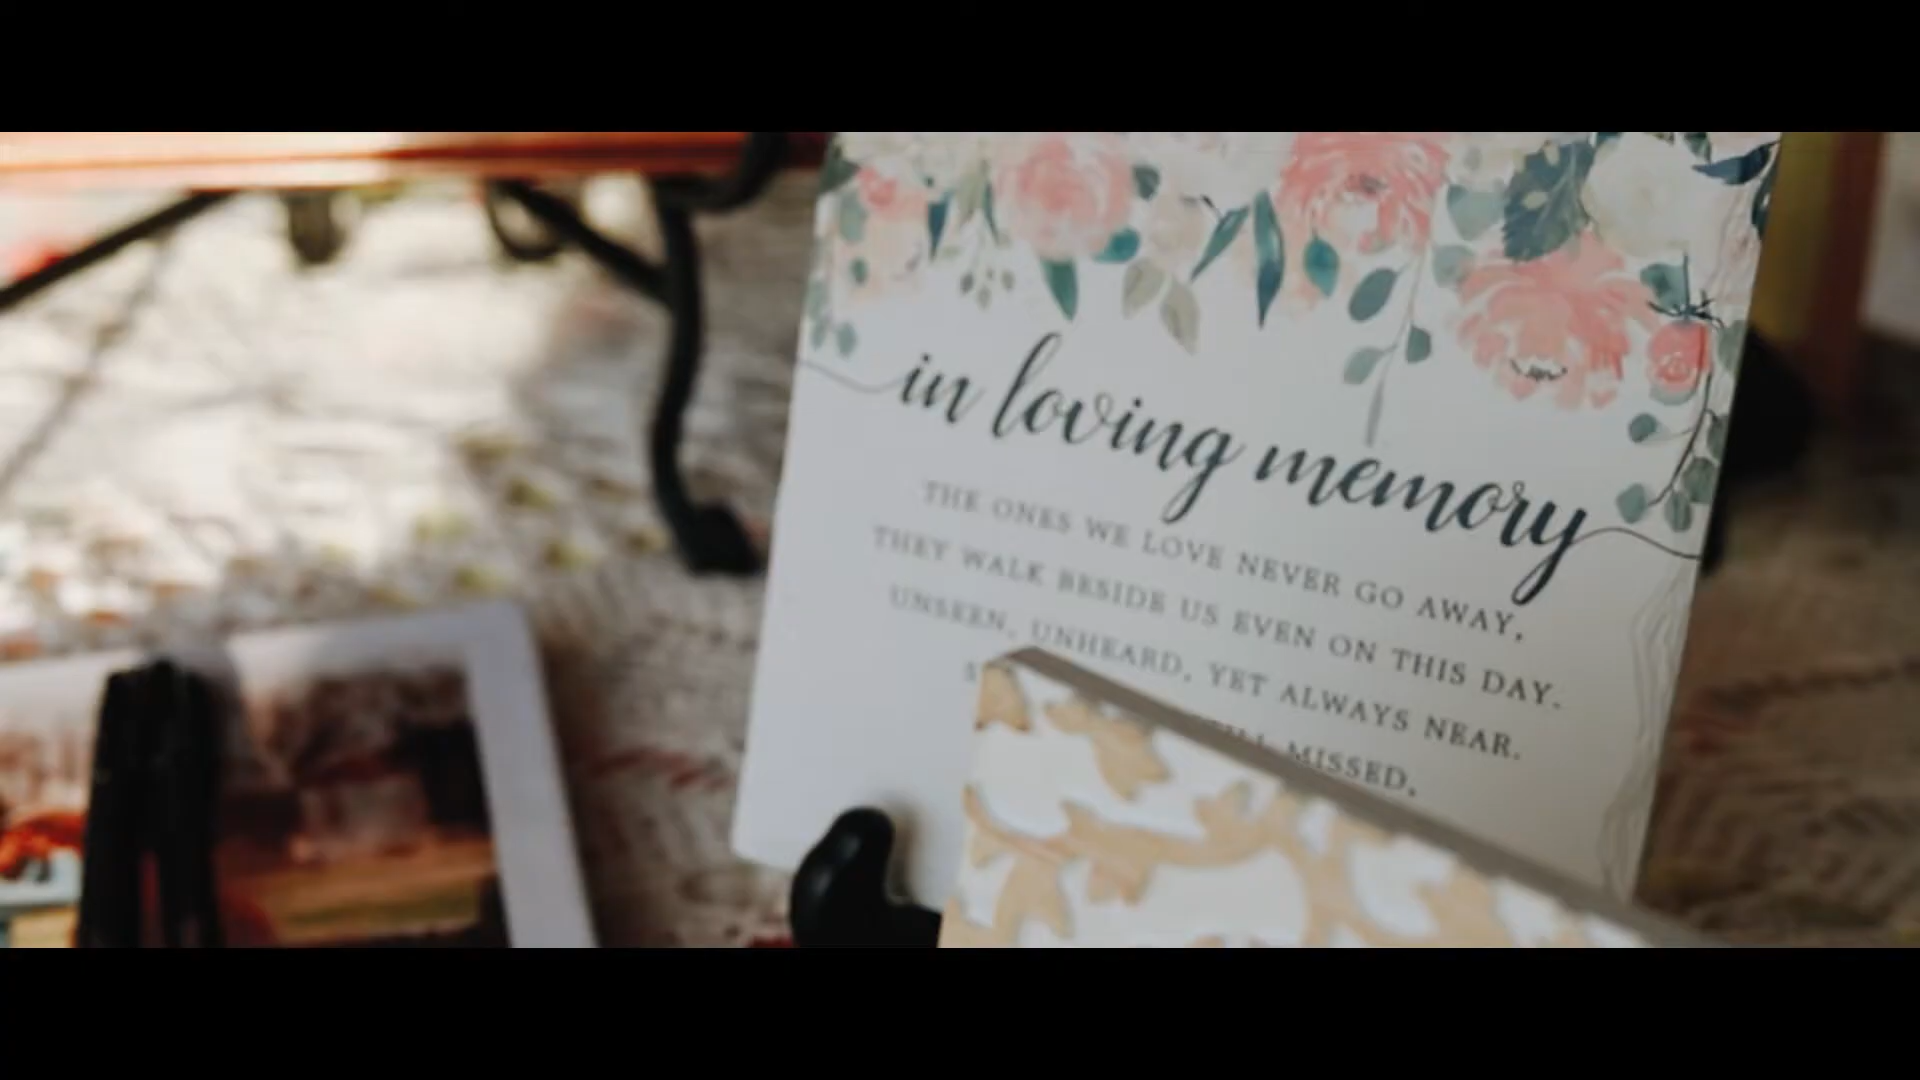 in loving memory
THE ONES WE LOVE NEVER GO AWAY,
THEY WALK BESIDE US EVEN ON THIS DAY.
UNSEEN, UNHEARD, YET ALWAYS NEAR.
MISSED,